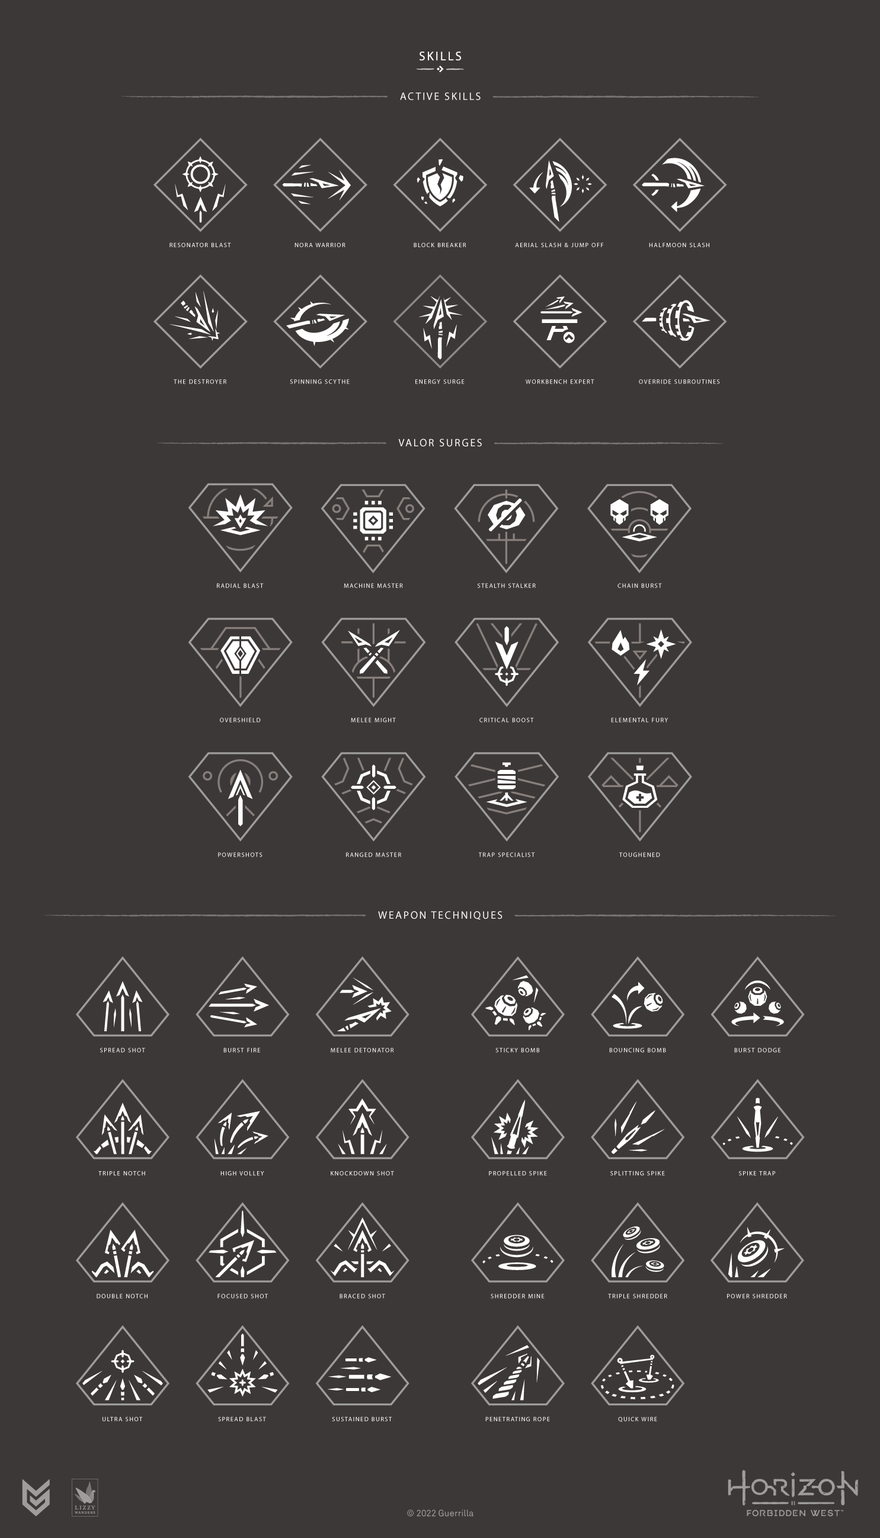 SKILLS
ACTIVE SKILLS
RESONATOR BLAST
NORA WARRIOR
BLOCK BREAKER
AERIAL SLASH & JUMP OFF
HALFMOON SLASH
THE DESTROYER
SPINNING SCYTHE
ENERGY SURGE
WORKBENCH EXPERT
OVERRIDE SUBROUTINES
VALOR SURGES
RADIAL BLAST
MACHINE MASTER
STEALTH STALKER
CHAIN BURST
OVERSHIELD
MELEE MIGHT
CRITICAL BOOST
ELEMENTAL FURY
POWERSHOTS
RANGED MASTER
TRAP SPECIALIST
TOUGHENED
WEAPON TECHNIQUES
SPREAD SHOT
BURST FIRE
MELEE DETONATOR
STICKY BOMB
BOUNCING BOMB
BURST DODGE
TRIPLE NOTCH
HIGH VOLLEY
KNOCKDOWN SHOT
PROPELLED SPIKE
SPLITTING SPIKE
SPIKE TRAP
DOUBLE NOTCH
FOCUSED SHOT
BRACED SHOT
SHREDDER MINE
TRIPLE SHREDDER
POWER SHREDDER
ULTRA SHOT
SPREAD BLAST
SUSTAINED BURST
PENETRATING ROPE
QUICK WIRE
LIZZY
WANDERS
© 2022 Guerrilla
HORIZON
FORBIDDEN WEST™